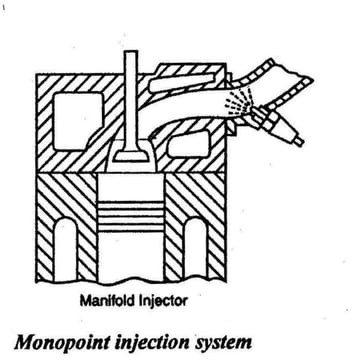 Manifold Injector
Monopoint injection system